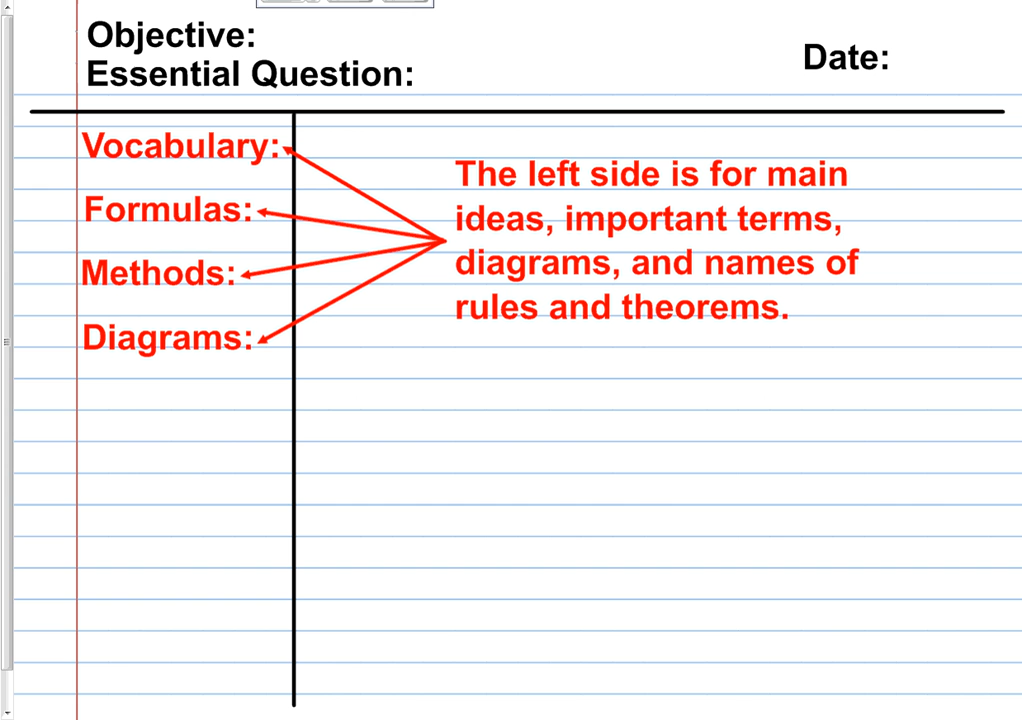 Objective:
Essential Question:
Date:
Vocabulary:
Formulas:
Methods:
Diagrams:
The left side is for main
ideas, important terms,
diagrams, and names of
rules and theorems.